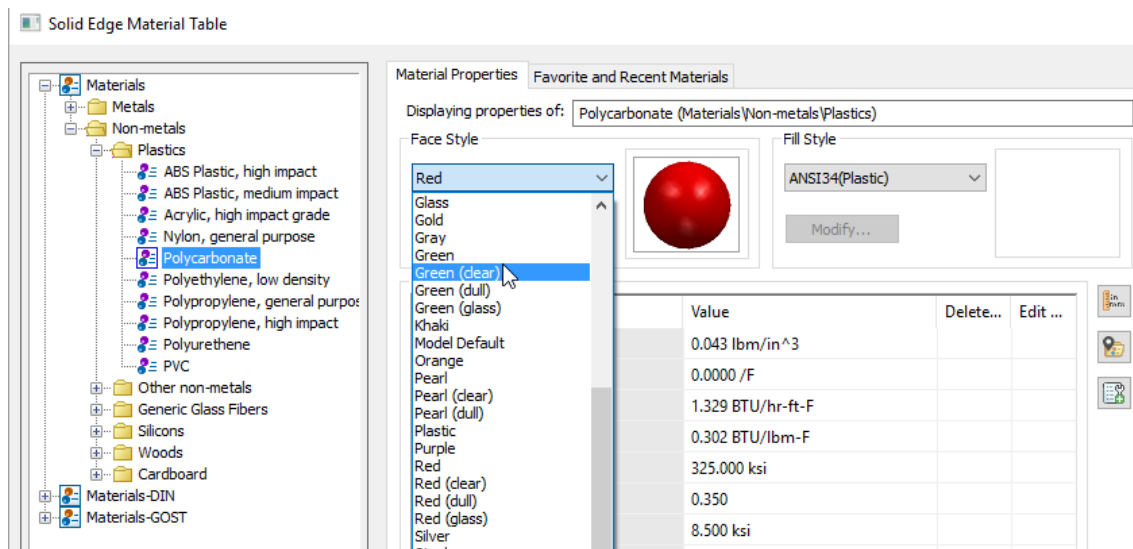 Solid Edge Material Table
Materials
Metals
Non-metals
Plastics
ABS Plastic, high impact
ABS Plastic, medium impact
Acrylic, high impact grade
Nylon, general purpose
Polycarbonate
Polyethylene, low density
Polypropylene, general purpos
Polypropylene, high impact
Polyurethene
PVC
Other non-metals
Generic Glass Fibers
Silicons
Woods
Cardboard
Materials-DIN
Materials-GOST
Material Properties Favorite and Recent Materials
Displaying properties of: Polycarbonate (Materials\Non-metals\Plastics)
Face Style
Red
Glass
Gold
Gray
Green
Green (clear)
Green (dull)
Green (glass)
Khaki
Model Default
Orange
Pearl
Pearl (clear)
Pearl (dull)
Plastic
Purple
Red
Red (clear)
Red (dull)
Red (glass)
Silver
Fill Style
ANSI34(Plastic)
Modify...
Value Delete... Edit ...
0.043 lbm/in^3
0.0000 /F
1.329 BTU/hr-ft-F
0.302 BTU/lbm-F
325.000 ksi
0.350
8.500 ksi